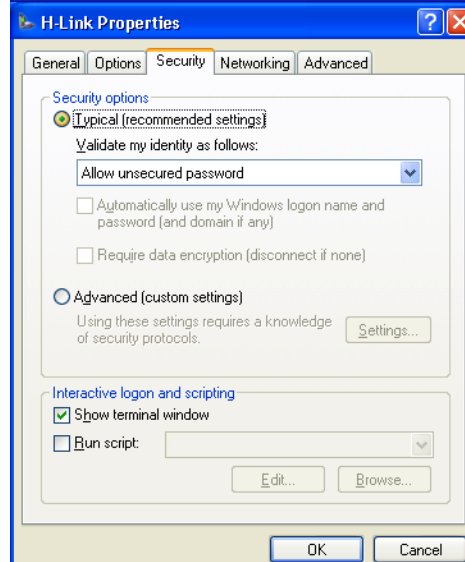 H-Link Properties
General Options Security Networking Advanced
Security options
Typical (recommended settings)
Validate my identity as follows:
Allow unsecured password
Automatically use my Windows logon name and
password (and domain if any)
Require data encryption (disconnect if none)
Advanced (custom settings)
Using these settings requires a knowledge
of security protocols.
Settings...
Interactive logon and scripting
Show terminal window
Run script:
Edit... Browse...
OK Cancel